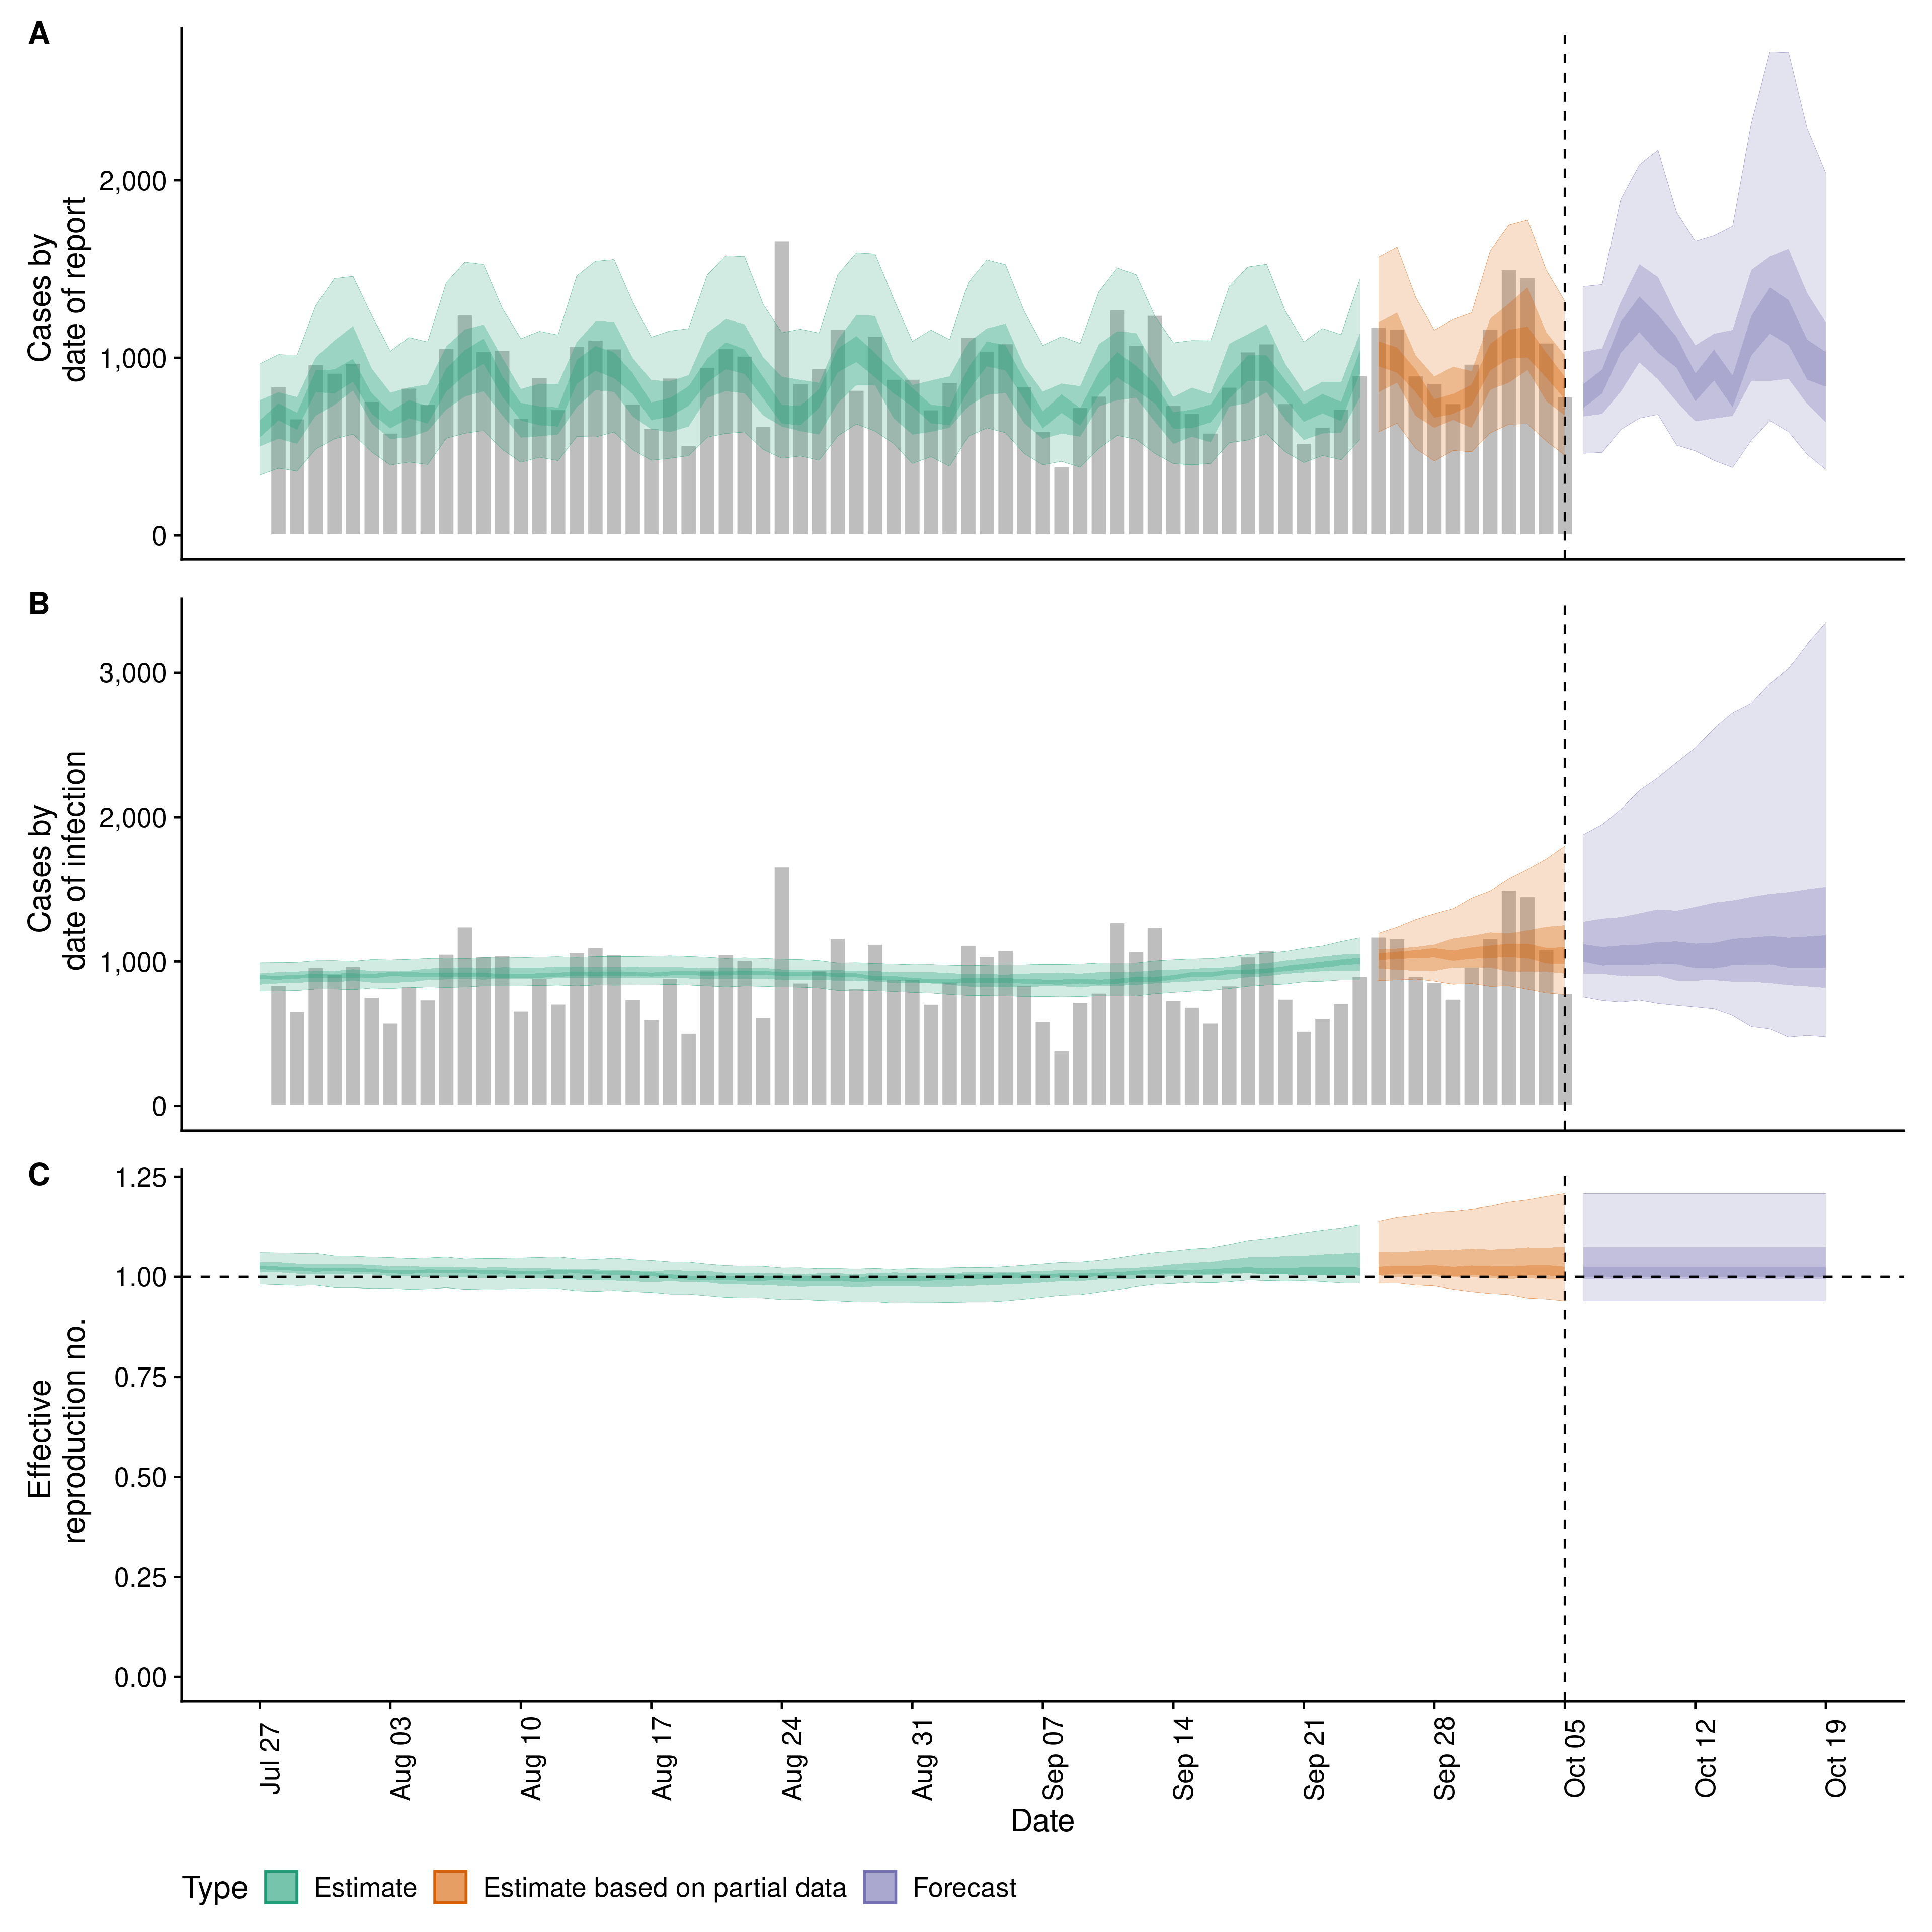 A
Cases by
date of report
2,000
1,000
0
B
Cases by
date of infection
3,000
2,000
1,000
0
C
Effective
reproduction no.
1.25
1.00
0.75
0.50
0.25
0.00
Jul 27
Aug 03
Aug 10
Aug 17
Aug 24
Aug 31
Sep 07
Sep 14
Sep 21
Sep 28
Oct 05
Oct 12
Oct 19
Date
Type Estimate Estimate based on partial data Forecast